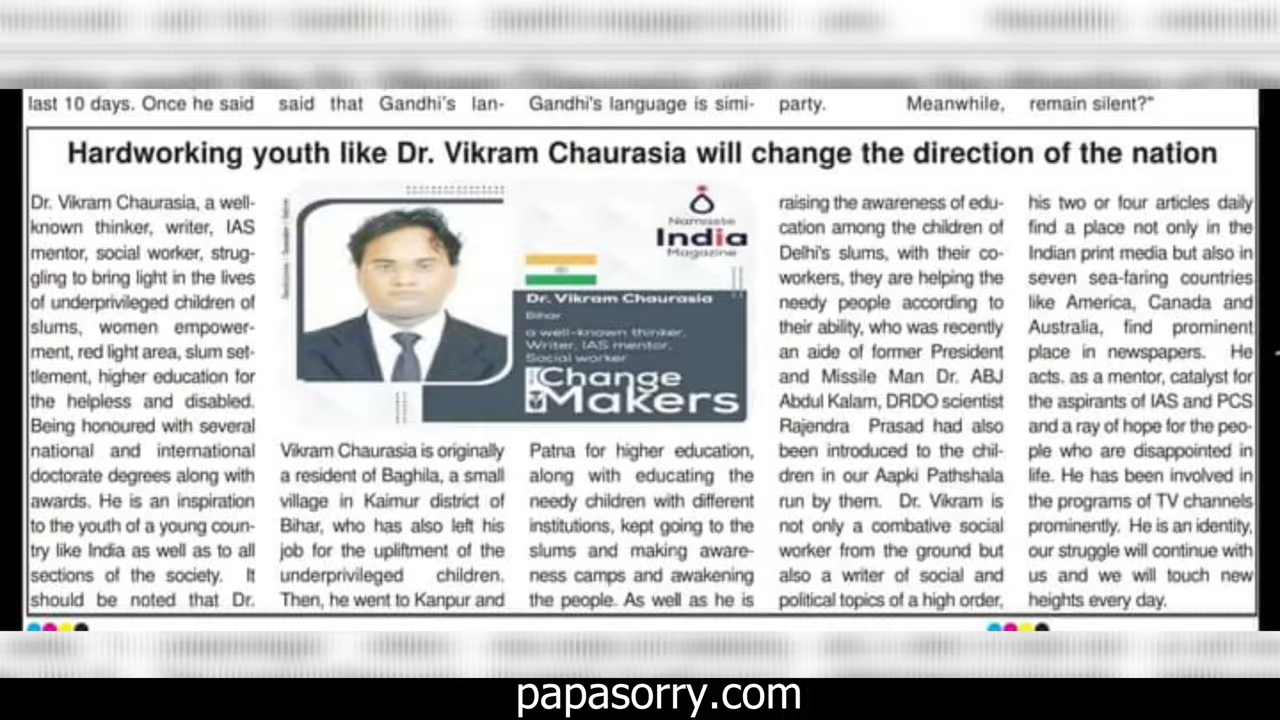 last 10 days. Once he said
said that Gandhi's lan-
Gandhi's language is simi-
party. Meanwhile,
remain silent?"
Hardworking youth like Dr. Vikram Chaurasia will change the direction of the nation
Dr. Vikram Chaurasia, a well-
known thinker, writer, IAS
mentor, social worker, strug-
gling to bring light in the lives
of underprivileged children of
slums, women empower-
ment, red light area, slum set-
tlement, higher education for
the helpless and disabled.
Being honoured with several
national and international
doctorate degrees along with
awards. He is an inspiration
to the youth of a young coun-
try like India as well as to all
sections of the society. It
should be noted that Dr.
Namaste
India
Magazine
Dr. Vikram Chaurasia
Bihar
a well-known thinker,
Writer, IAS mentor,
Social worker
Change
Makers
Vikram Chaurasia is originally
a resident of Baghila, a small
village in Kaimur district of
Bihar, who has also left his
job for the upliftment of the
underprivileged children.
Then, he went to Kanpur and
Patna for higher education,
along with educating the
needy children with different
institutions, kept going to the
slums and making aware-
ness camps and awakening
the people. As well as he is
raising the awareness of edu-
cation among the children of
Delhi's slums, with their co-
workers, they are helping the
needy people according to
their ability, who was recently
an aide of former President
and Missile Man Dr. ABJ
Abdul Kalam, DRDO scientist
Rajendra Prasad had also
been introduced to the chil-
dren in our Aapki Pathshala
run by them. Dr. Vikram is
not only a combative social
worker from the ground but
also a writer of social and
political topics of a high order,
his two or four articles daily
find a place not only in the
Indian print media but also in
seven sea-faring countries
like America, Canada and
Australia, find prominent
place in newspapers. He
acts. as a mentor, catalyst for
the aspirants of IAS and PCS
and a ray of hope for the peo-
ple who are disappointed in
life. He has been involved in
the programs of TV channels
prominently. He is an identity,
our struggle will continue with
us and we will touch new
heights every day.
papasorry.com